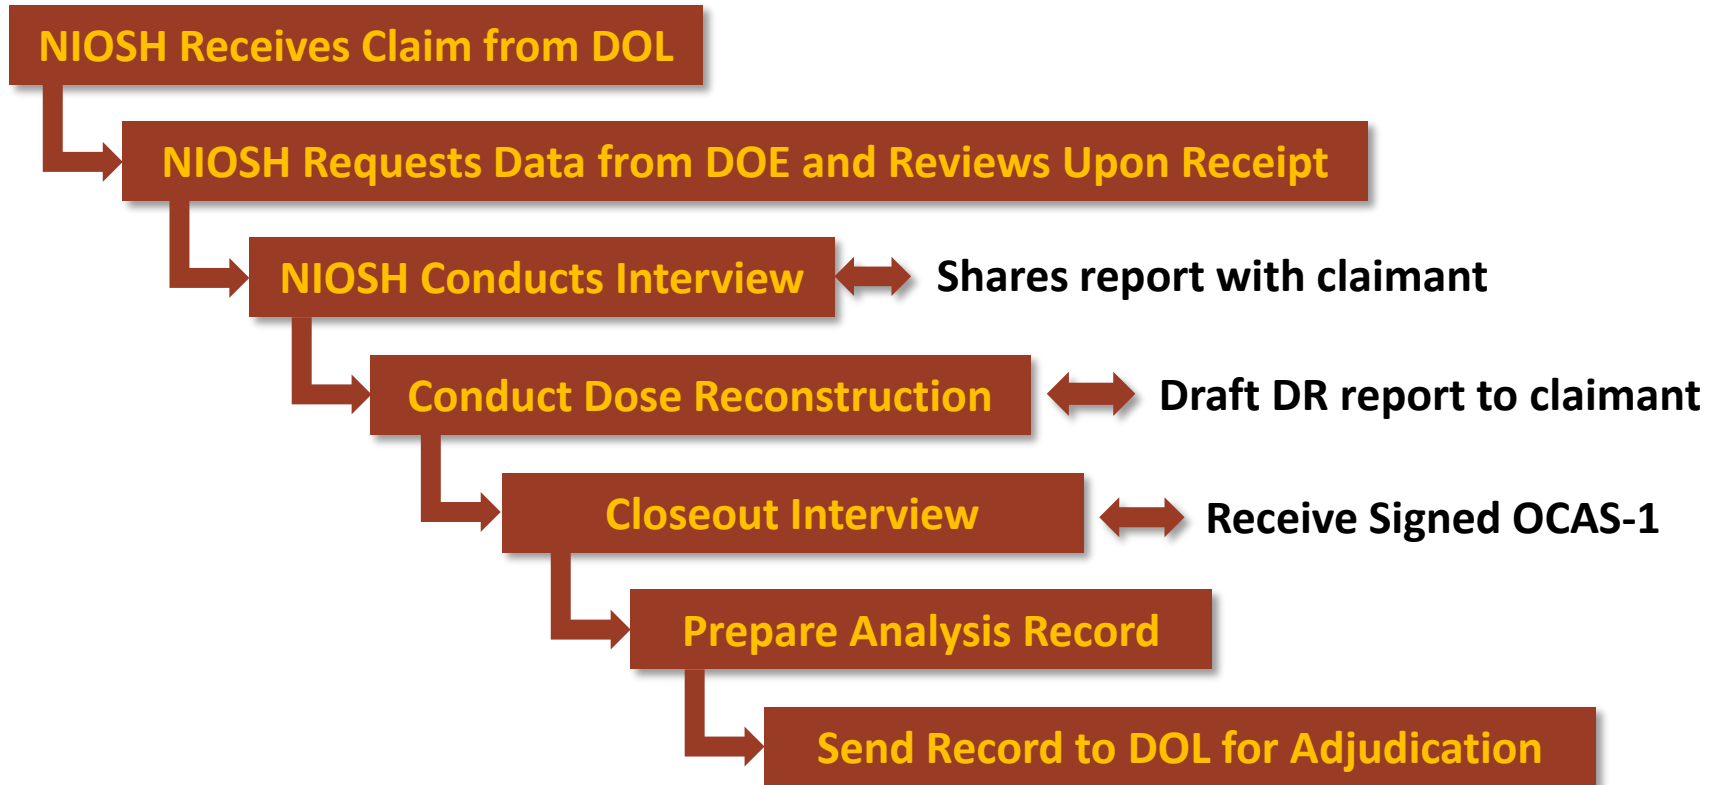 NIOSH Receives Claim from DOL
NIOSH Requests Data from DOE and Reviews Upon Receipt
NIOSH Conducts Interview
Shares report with claimant
Conduct Dose Reconstruction
Draft DR report to claimant
Closeout Interview
Receive Signed OCAS-1
Prepare Analysis Record
Send Record to DOL for Adjudication